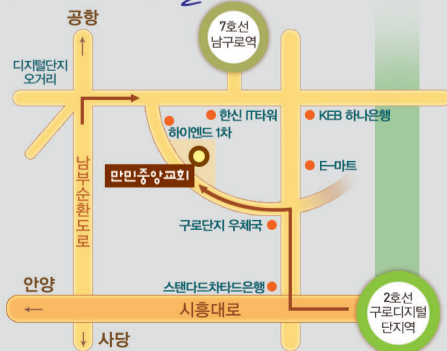 공항
7호선
남구로역
디지털단지
오거리
한신 IT타워
KEB 하나은행
하이엔드 1차
E-마트
만민중앙교회
남부순환도로
구로단지 우체국
안양
스탠다드차타드은행
시흥대로
2호선
구로디지털
단지역
사당